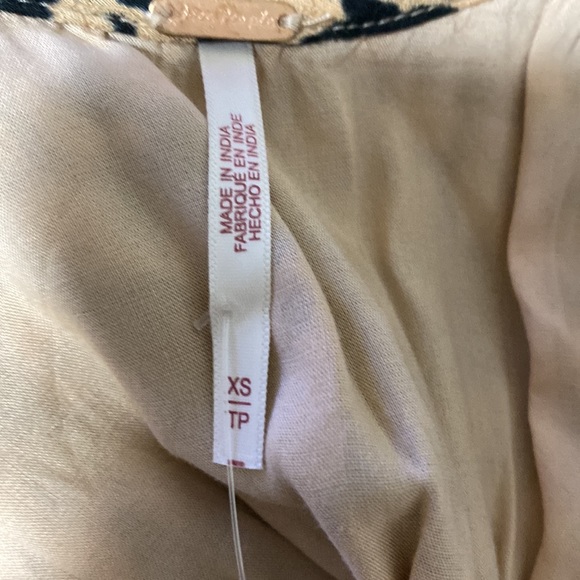 MADE IN INDIA
FABRIQUÉ EN INDE
HECHO EN INDIA
XS
TP